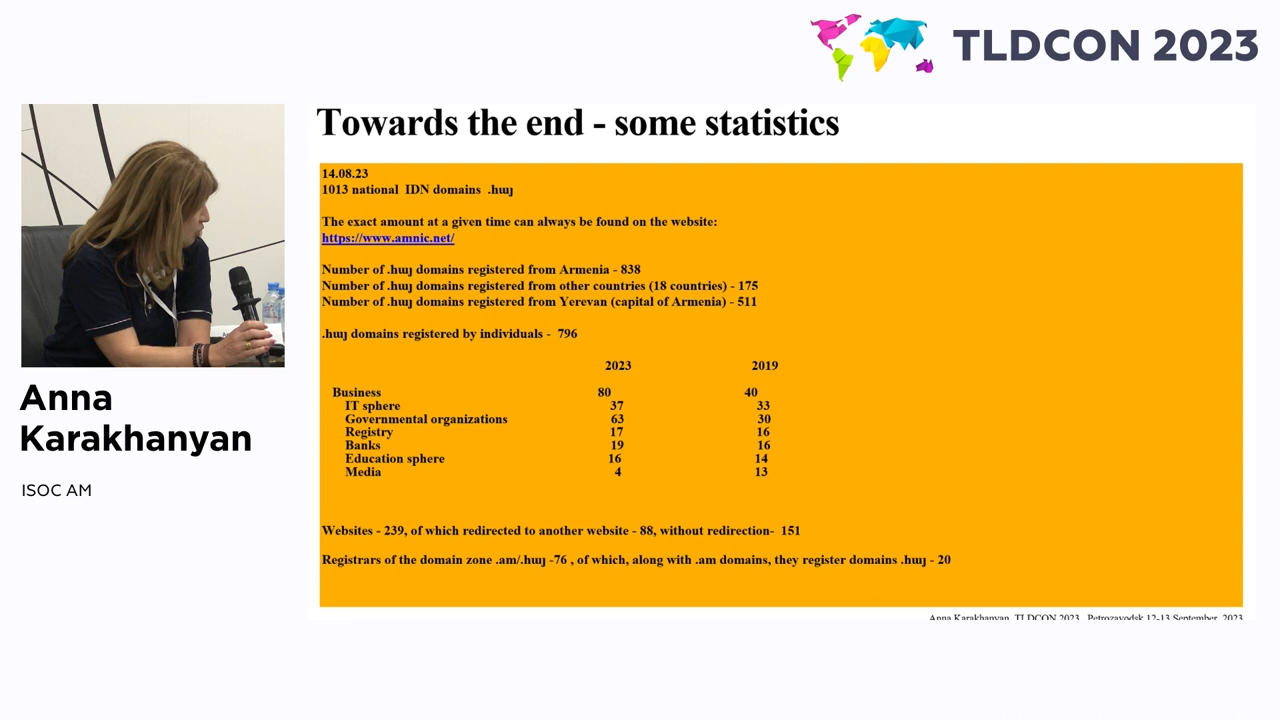 TLDCON 2023
Towards the end - some statistics
14.08.23
1013 national IDN domains .հայ
The exact amount at a given time can always be found on the website:
https://www.amnic.net/
Number of .հայ domains registered from Armenia - 838
Number of .հայ domains registered from other countries (18 countries) - 175
Number of .հայ domains registered from Yerevan (capital of Armenia) - 511
.հայ domains registered by individuals - 796
2023 2019
Business 80 40
IT sphere 37 33
Governmental organizations 63 30
Registry 17 16
Banks 19 16
Education sphere 16 14
Media 4 13
Websites - 239, of which redirected to another website - 88, without redirection- 151
Registrars of the domain zone .am/.հայ -76 , of which, along with .am domains, they register domains .հայ - 20
Anna Karakhanyan, TLDCON 2023, Petrozavodsk 12-13 September, 2023
Anna
Karakhanyan
ISOC AM